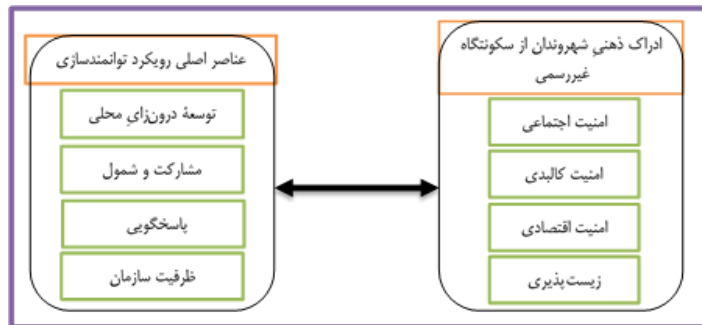 ادراک ذهنیِ شهروندان از سکونتگاه
غیررسمی
امنیت اجتماعی
امنیت کالبدی
امنیت اقتصادی
زیست‌پذیری
عناصر اصلی رویکرد توانمندسازی
توسعۀ درون‌زایِ محلی
مشارکت و شمول
پاسخگویی
ظرفیت سازمان